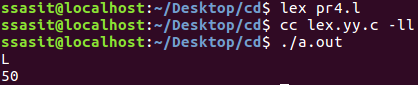 ssasit@localhost:~/Desktop/cd$ lex pr4.l
ssasit@localhost:~/Desktop/cd$ cc lex.yy.c -ll
ssasit@localhost:~/Desktop/cd$ ./a.out
L
50